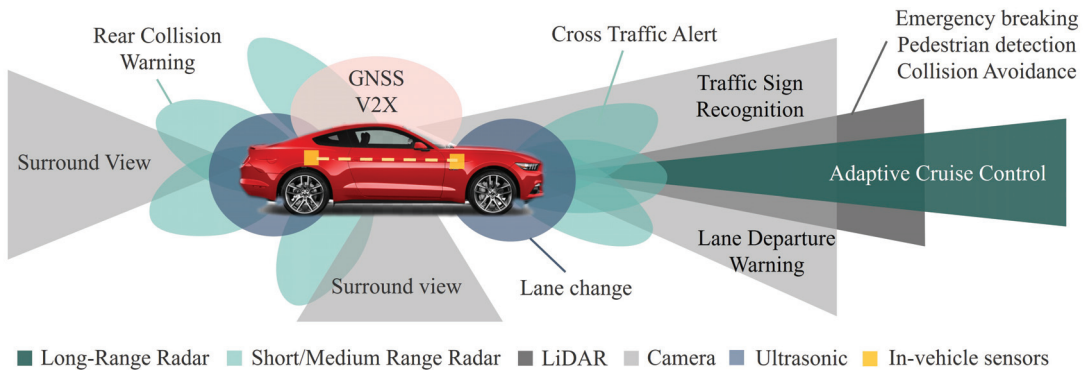 Rear Collision
Warning
GNSS
V2X
Cross Traffic Alert
Emergency breaking
Pedestrian detection
Collision Avoidance
Traffic Sign
Recognition
Surround View
Adaptive Cruise Control
Lane Departure
Warning
Surround view
Lane change
Long-Range Radar
Short/Medium Range Radar
LiDAR
Camera
Ultrasonic
In-vehicle sensors